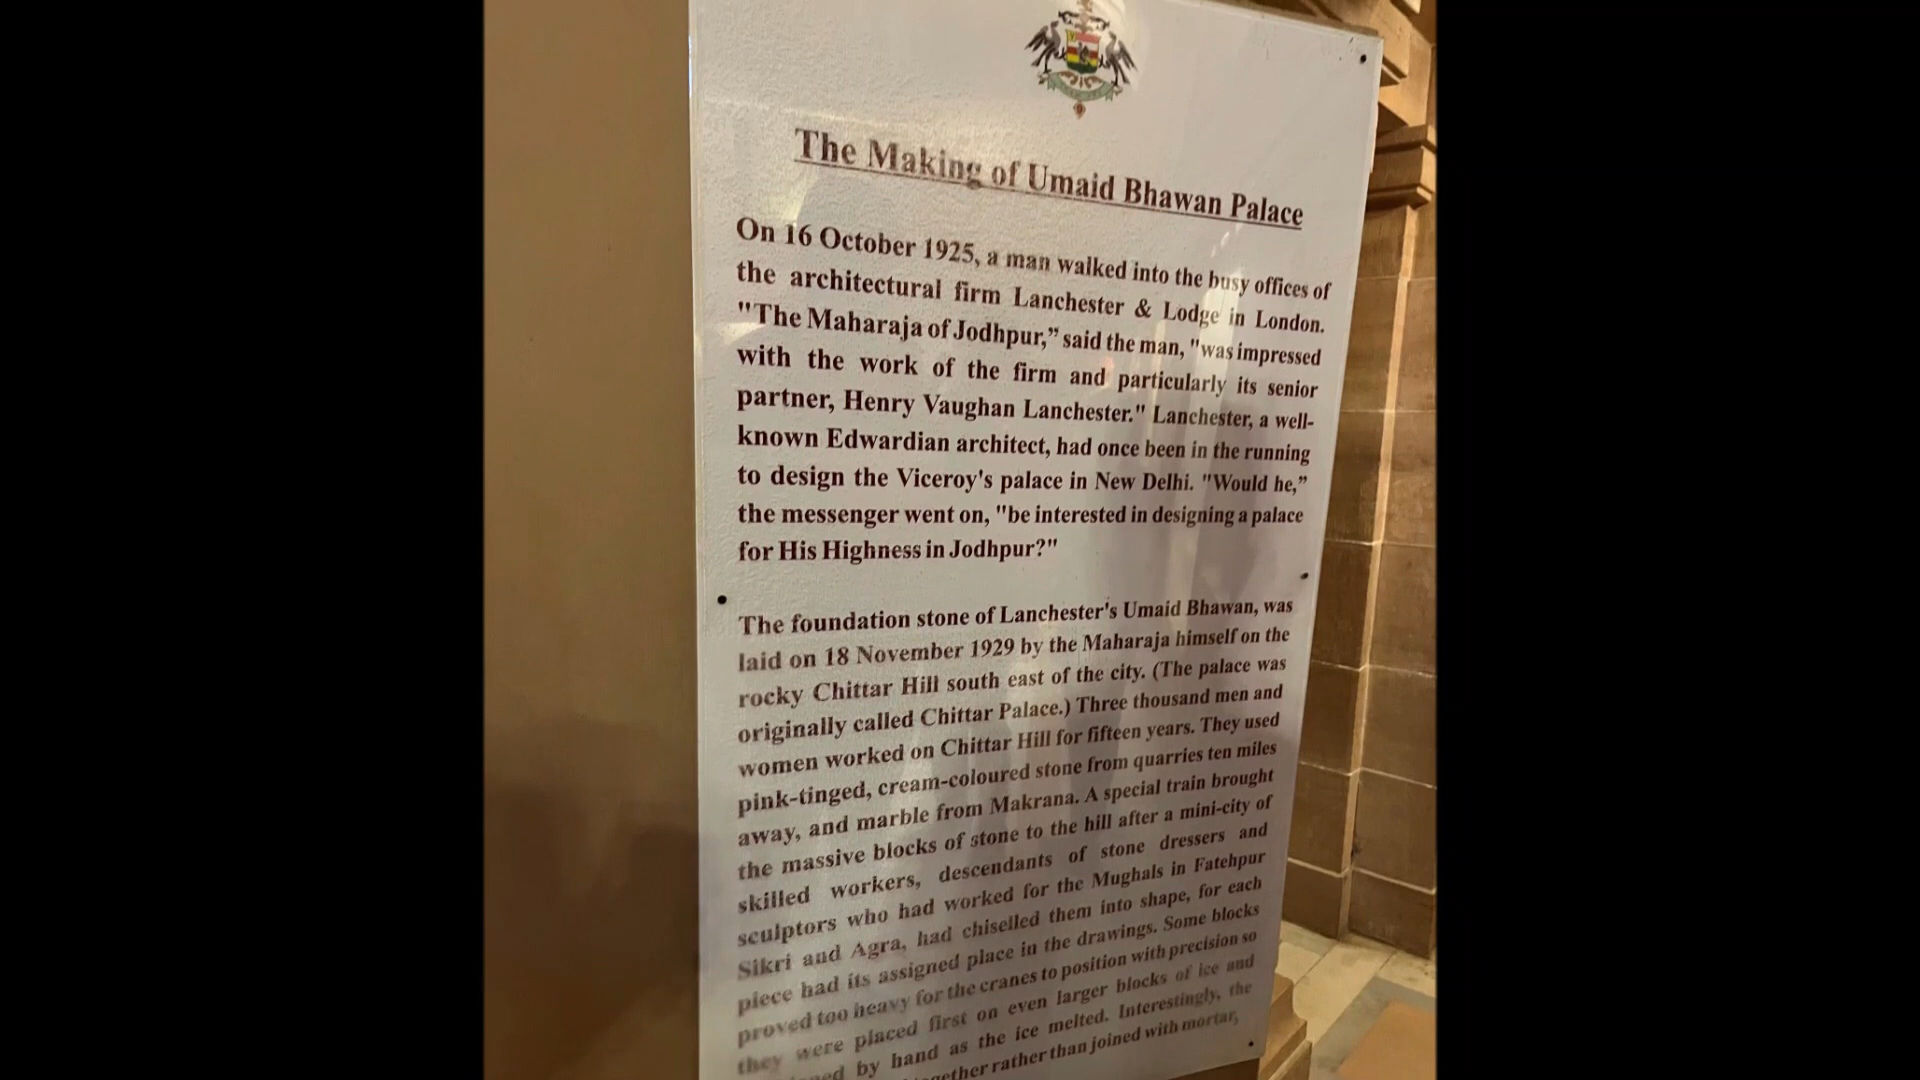 The Making of Umaid Bhawan Palace
On 16 October 1925, a man walked into the busy offices of
the architectural firm Lanchester & Lodge in London.
"The Maharaja of Jodhpur,” said the man, "was impressed
with the work of the firm and particularly its senior
partner, Henry Vaughan Lanchester." Lanchester, a well-
known Edwardian architect, had once been in the running
to design the Viceroy's palace in New Delhi. "Would he,”
the messenger went on, "be interested in designing a palace
for His Highness in Jodhpur?"
The foundation stone of Lanchester's Umaid Bhawan, was
laid on 18 November 1929 by the Maharaja himself on the
rocky Chittar Hill south east of the city. (The palace was
originally called Chittar Palace.) Three thousand men and
women worked on Chittar Hill for fifteen years. They used
pink-tinged, cream-coloured stone from quarries ten miles
away, and marble from Makrana. A special train brought
the massive blocks of stone to the hill after a mini-city of
skilled workers, descendants of stone dressers and
sculptors who had worked for the Mughals in Fatehpur
Sikri and Agra, had chiselled them into shape, for each
piece had its assigned place in the drawings. Some blocks
proved too heavy for the cranes to position with precision so
they were placed first on even larger blocks of ice and
by hand as the ice melted. Interestingly, the
rather than joined with mortar,